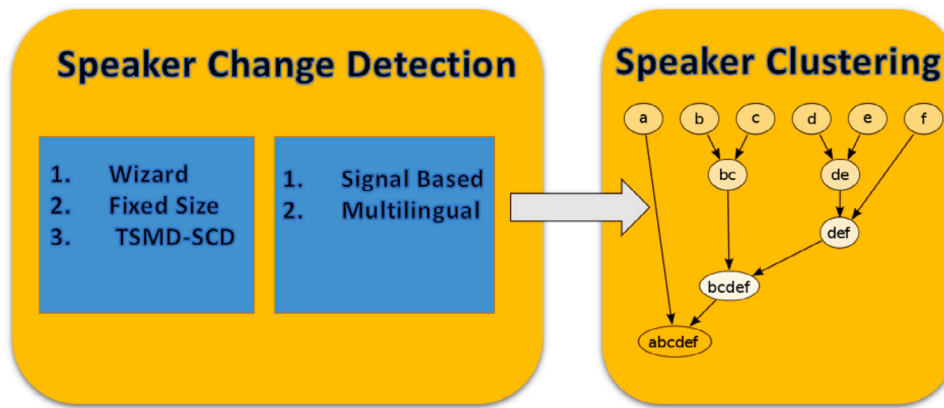 Speaker Change Detection
1. Wizard
2. Fixed Size
3. TSMD-SCD
1. Signal Based
2. Multilingual
Speaker Clustering
a b c d e f
bc de
def
bcdef
abcdef